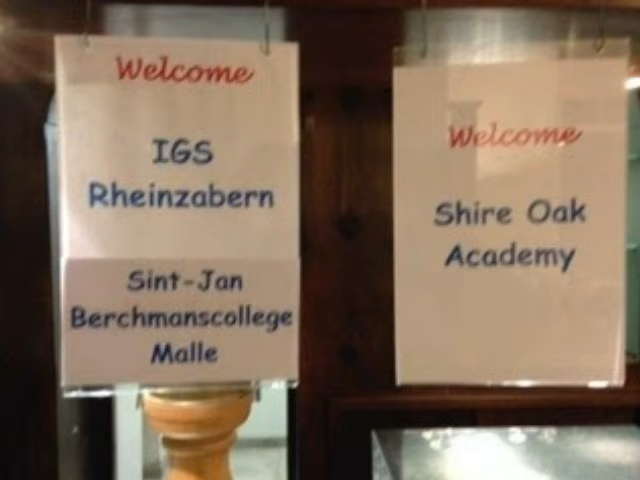 Welcome
IGS
Rheinzabern
Sint-Jan
Berchmanscollege
Malle
Welcome
Shire Oak
Academy